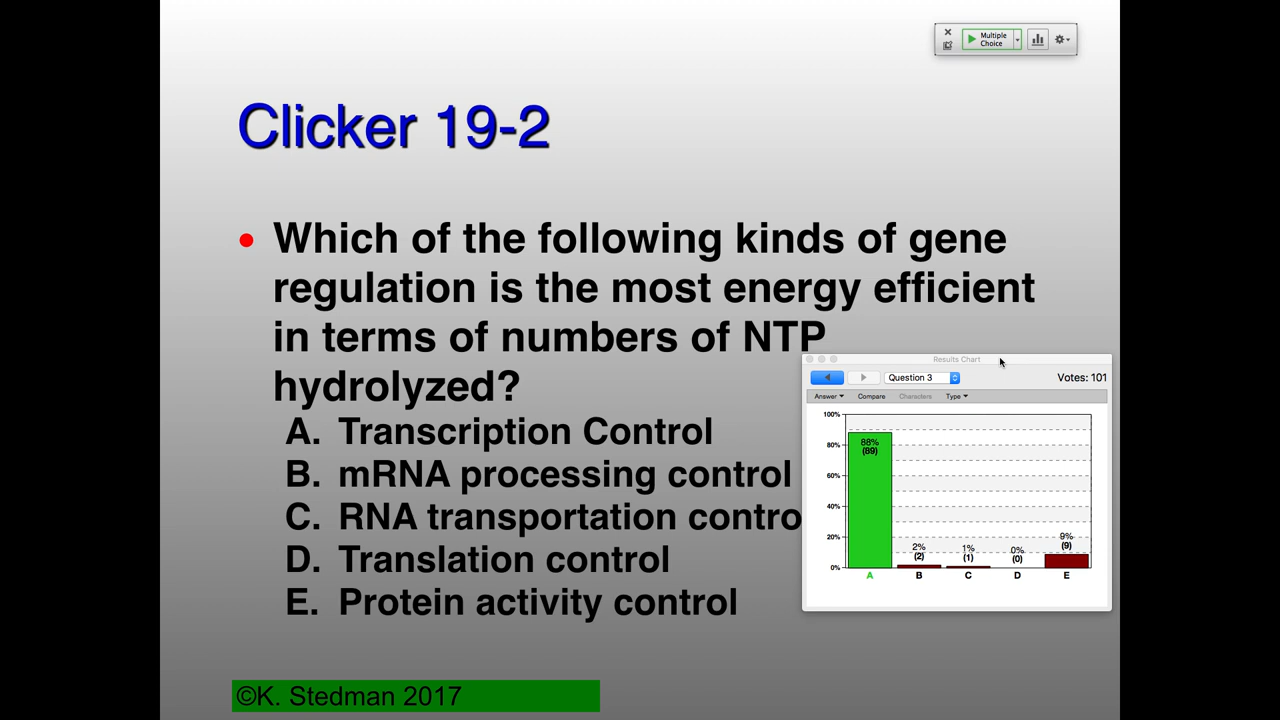 Multiple
Choice
Clicker 19-2
• Which of the following kinds of gene
regulation is the most energy efficient
in terms of numbers of NTP
hydrolyzed?
A. Transcription Control
B. mRNA processing control
C. RNA transportation contro
D. Translation control
E. Protein activity control
Results Chart
Question 3
Votes: 101
Answer Compare Characters Type
100%
80%
60%
40%
20%
0%
88%
(89)
2%
(2)
1%
(1)
0%
(0)
9%
(9)
A B C D E
©K. Stedman 2017